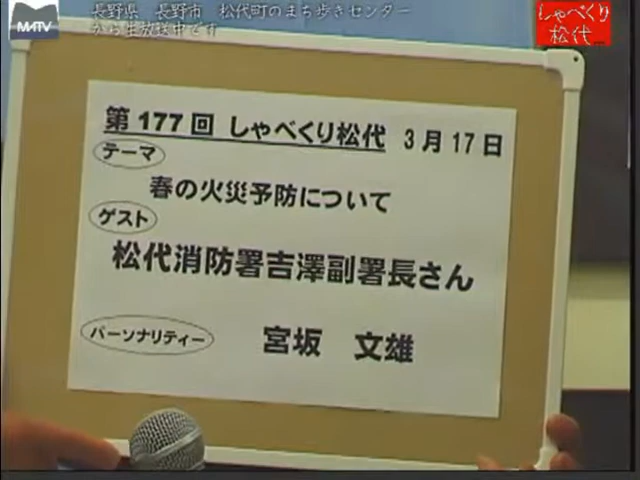 MATV
長野県 長野市 松代町のまち歩きセンター
から生放送中です
しゃべくり
松代
第177回 しゃべくり松代 3月17日
テーマ
春の火災予防について
ゲスト
松代消防署吉澤副署長さん
パーソナリティー 宮坂 文雄